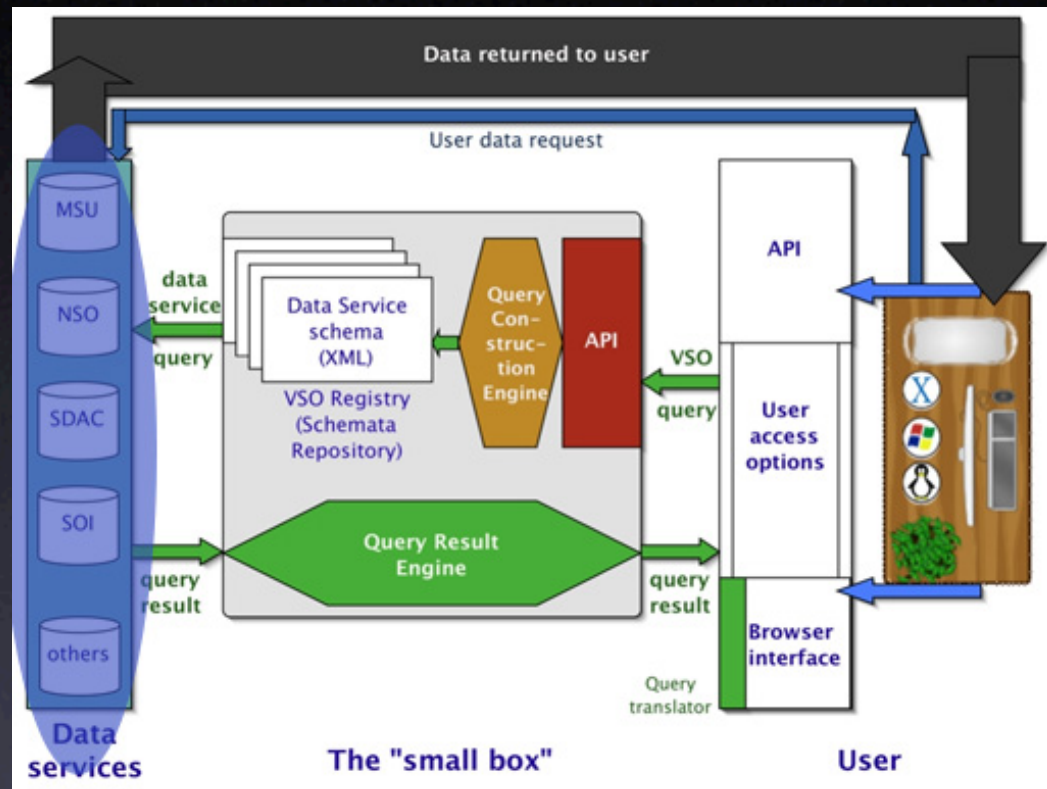 Data returned to user
User data request
MSU
NSO
SDAC
SOI
others
Data
services
data
service
query
query
result
Data Service
schema
(XML)
VSO Registry
(Schemata
Repository)
Query
Con-
struc-
tion
Engine
API
Query Result
Engine
The "small box"
VSO
query
query
result
Query
translator
API
User
access
options
Browser
interface
User
X